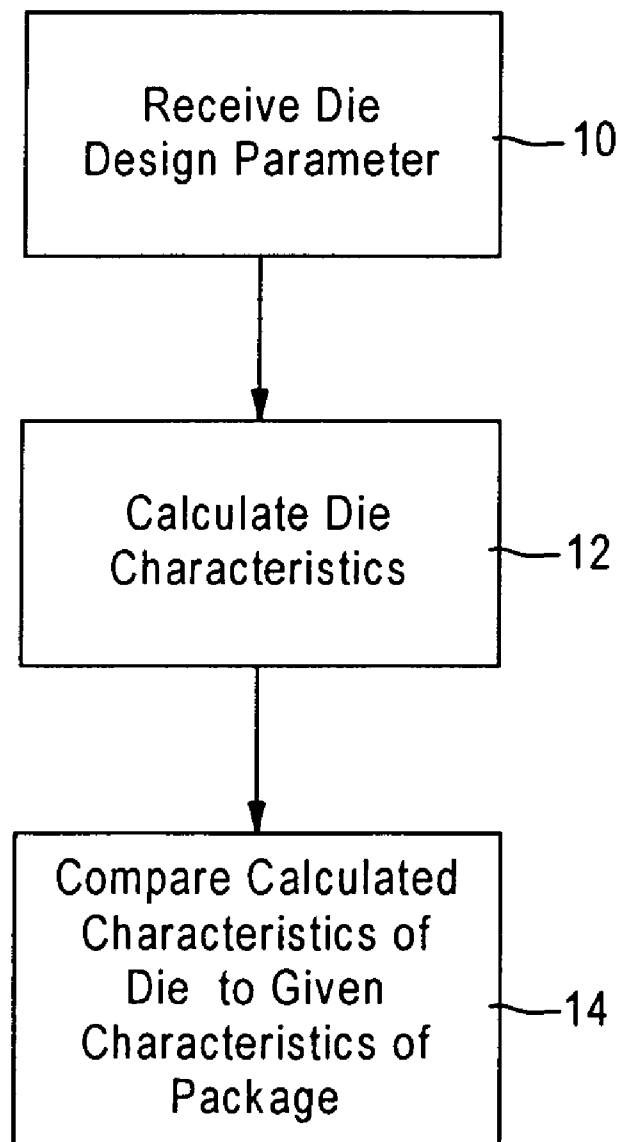 Receive Die
Design Parameter
10
Calculate Die
Characteristics
12
Compare Calculated
Characteristics of
Die to Given
Characteristics of
Package
14